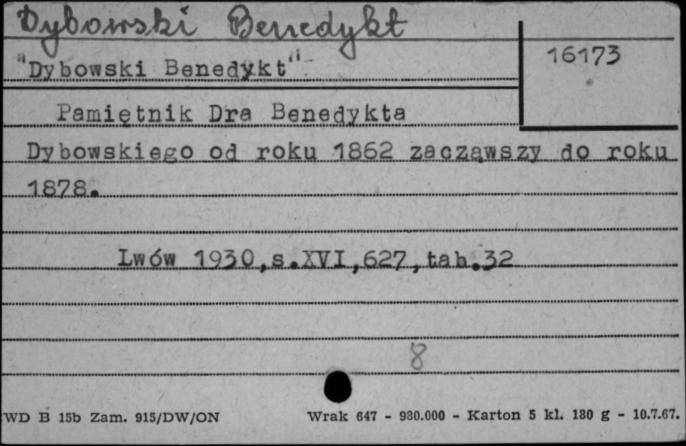 Dybowski Benedykt
16173
"Dybowski Benedykt"
Pamiętnik Dra Benedykta
Dybowskiego od roku 1862 zacząwszy do roku
1878.
Lwów 1930,s.XVI,627,tab.32
8
WD B 15b Zam. 915/DW/ON Wrak 647 - 930.000 - Karton 5 kl. 180 g - 10.7.67.